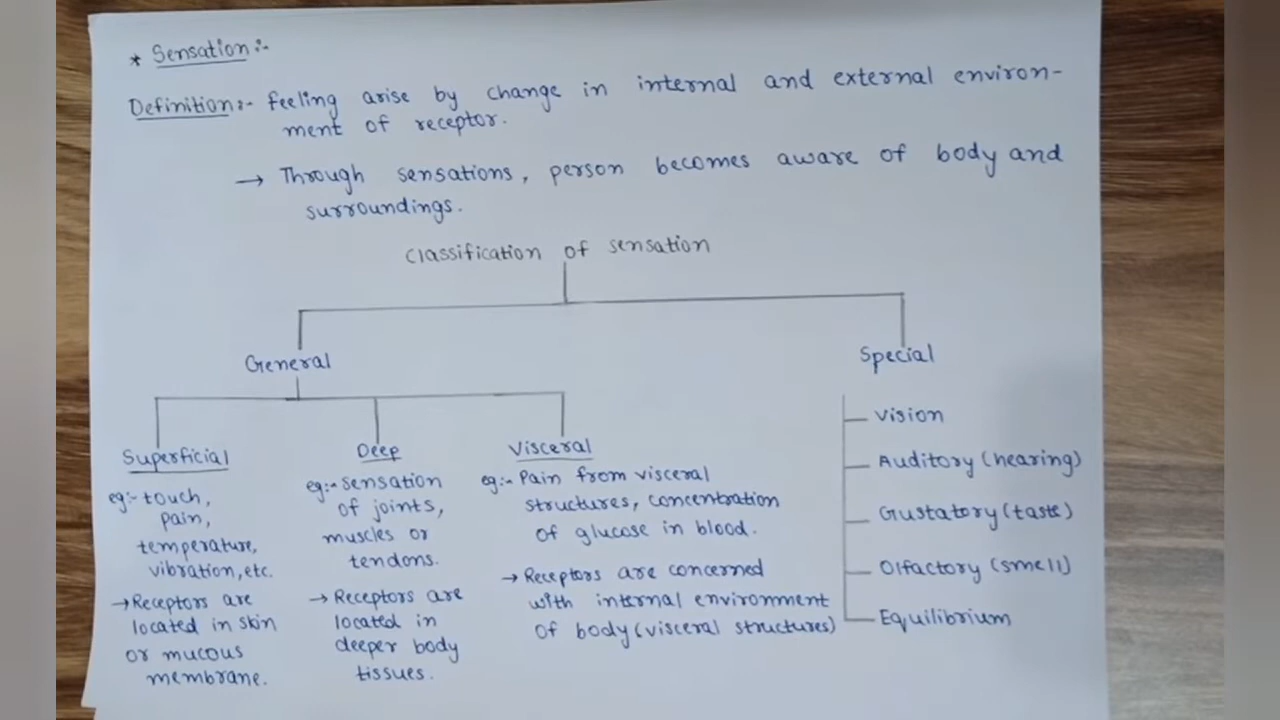 * Sensation:-
Definition:- feeling arise by change in internal and external environ-
ment of receptor.
→ Through sensations, person becomes aware of body and
surroundings.
classification of sensation
General
Special
Superficial
eg:- touch,
pain,
temperature,
vibration, etc.
→ Receptors are
located in skin
or mucous
membrane.
Deep
eg:- sensation
of joints,
muscles or
tendons.
→ Receptors are
located in
deeper body
tissues.
Visceral
eg:- Pain from visceral
structures, concentration
of glucose in blood.
→ Receptors are concerned
with internal environment
of body (visceral structures)
Vision
Auditory (hearing)
Gustatory (taste)
Olfactory (smell)
Equilibrium